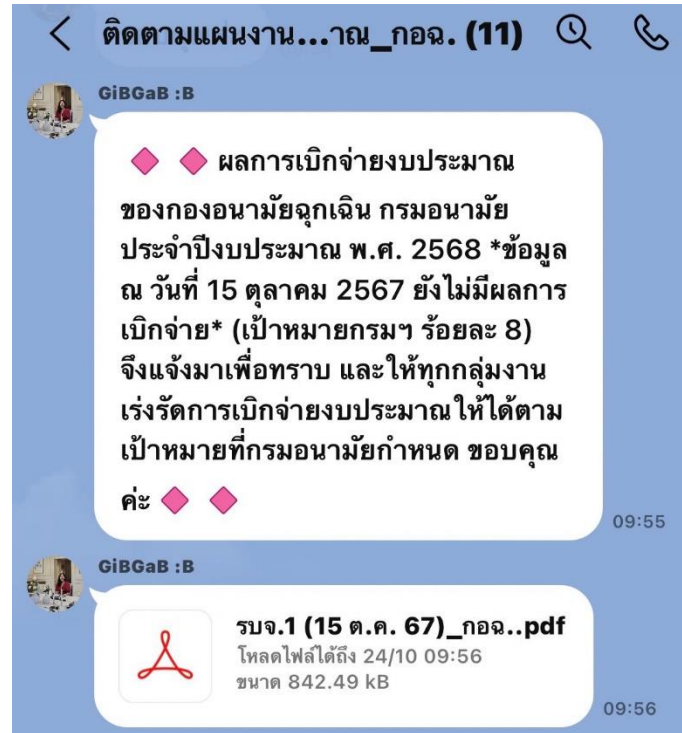 ติดตามแผนงาน...าณ_กอฉ. (11)
GiBGaB :B
ผลการเบิกจ่ายงบประมาณ
ของกองอนามัยฉุกเฉิน กรมอนามัย
ประจำปีงบประมาณ พ.ศ. 2568 *ข้อมูล
ณ วันที่ 15 ตุลาคม 2567 ยังไม่มีผลการ
เบิกจ่าย* (เป้าหมายกรมฯ ร้อยละ 8)
จึงแจ้งมาเพื่อทราบ และให้ทุกกลุ่มงาน
เร่งรัดการเบิกจ่ายงบประมาณให้ได้ตาม
เป้าหมายที่กรมอนามัยกำหนด ขอบคุณ
ค่ะ
09:55
GiBGaB :B
รบจ.1 (15 ต.ค. 67)_กอฉ..pdf
โหลดไฟล์ได้ถึง 24/10 09:56
ขนาด 842.49 kB
09:56